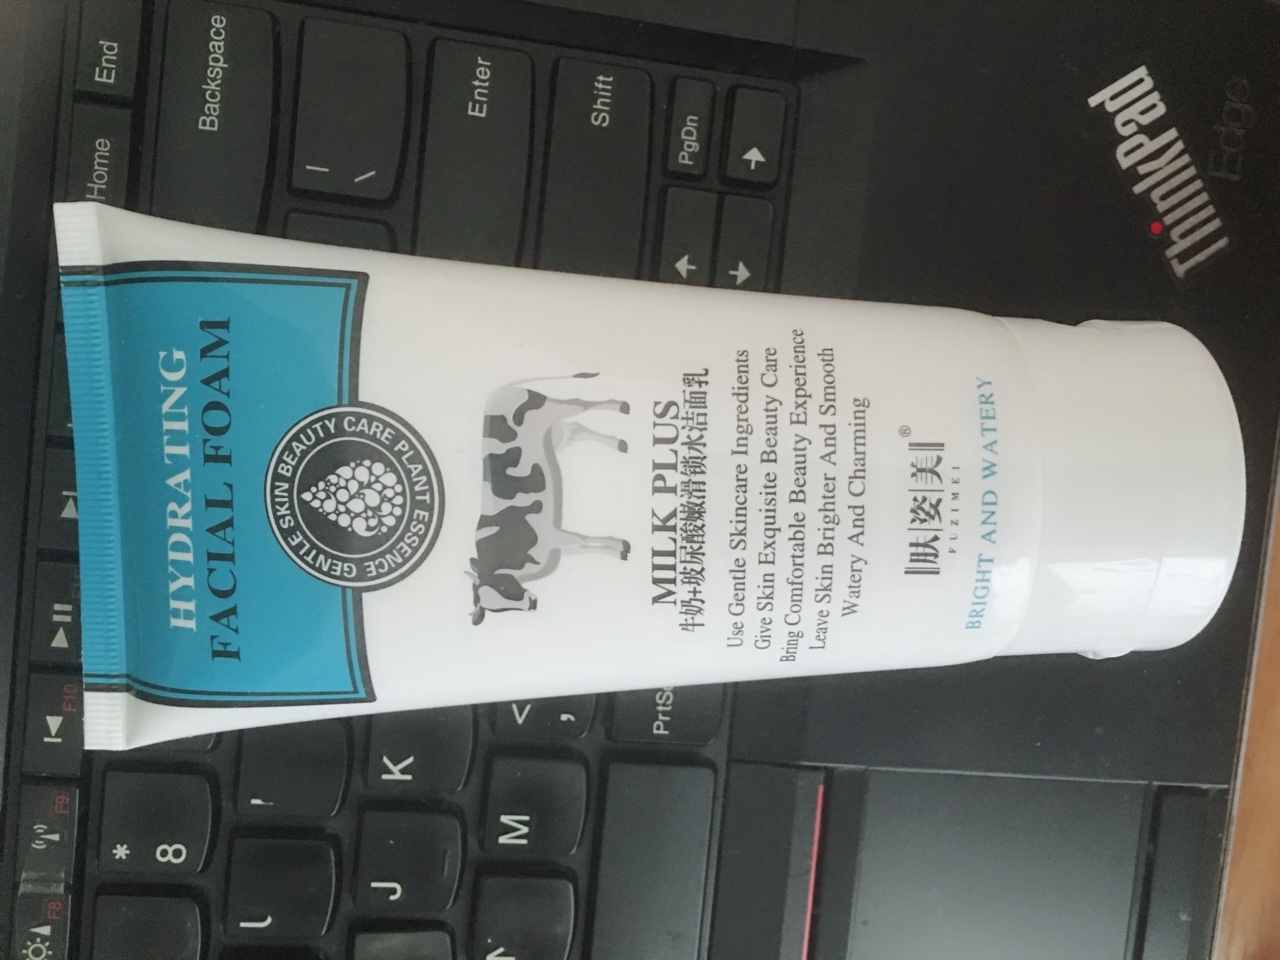 HYDRATING
FACIAL FOAM
SKIN BEAUTY CARE PLANT ESSENCE GENTLE
MILK PLUS
牛奶+玻尿酸嫩滑锁水洁面乳
Use Gentle Skincare Ingredients
Give Skin Exquisite Beauty Care
Bring Comfortable Beauty Experience
Leave Skin Brighter And Smooth
Watery And Charming
肤|姿|美 ®
FUZIMEI
BRIGHT AND WATERY
ThinkPad
Edge
End
Home
Backspace
| \
Enter
Shift
PgDn
PrtSc
F10
F9
F8
* 8
K
< ,
J
M